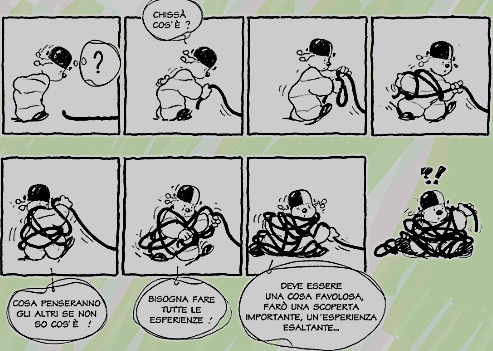 ?
CHISSÀ
COS'È ?
COSA PENSERANNO
GLI ALTRI SE NON
SO COS'È !
BISOGNA FARE
TUTTE LE
ESPERIENZE !
DEVE ESSERE
UNA COSA FAVOLOSA,
FARÒ UNA SCOPERTA
IMPORTANTE, UN'ESPERIENZA
ESALTANTE...
?!